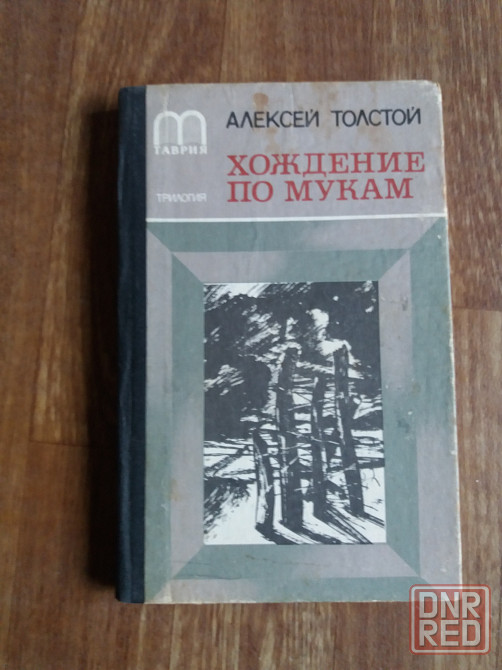 АЛЕКСЕЙ ТОЛСТОЙ
ТАВРИЯ
ХОЖДЕНИЕ
ПО МУКАМ
ТРИЛОГИЯ
DNR
RED